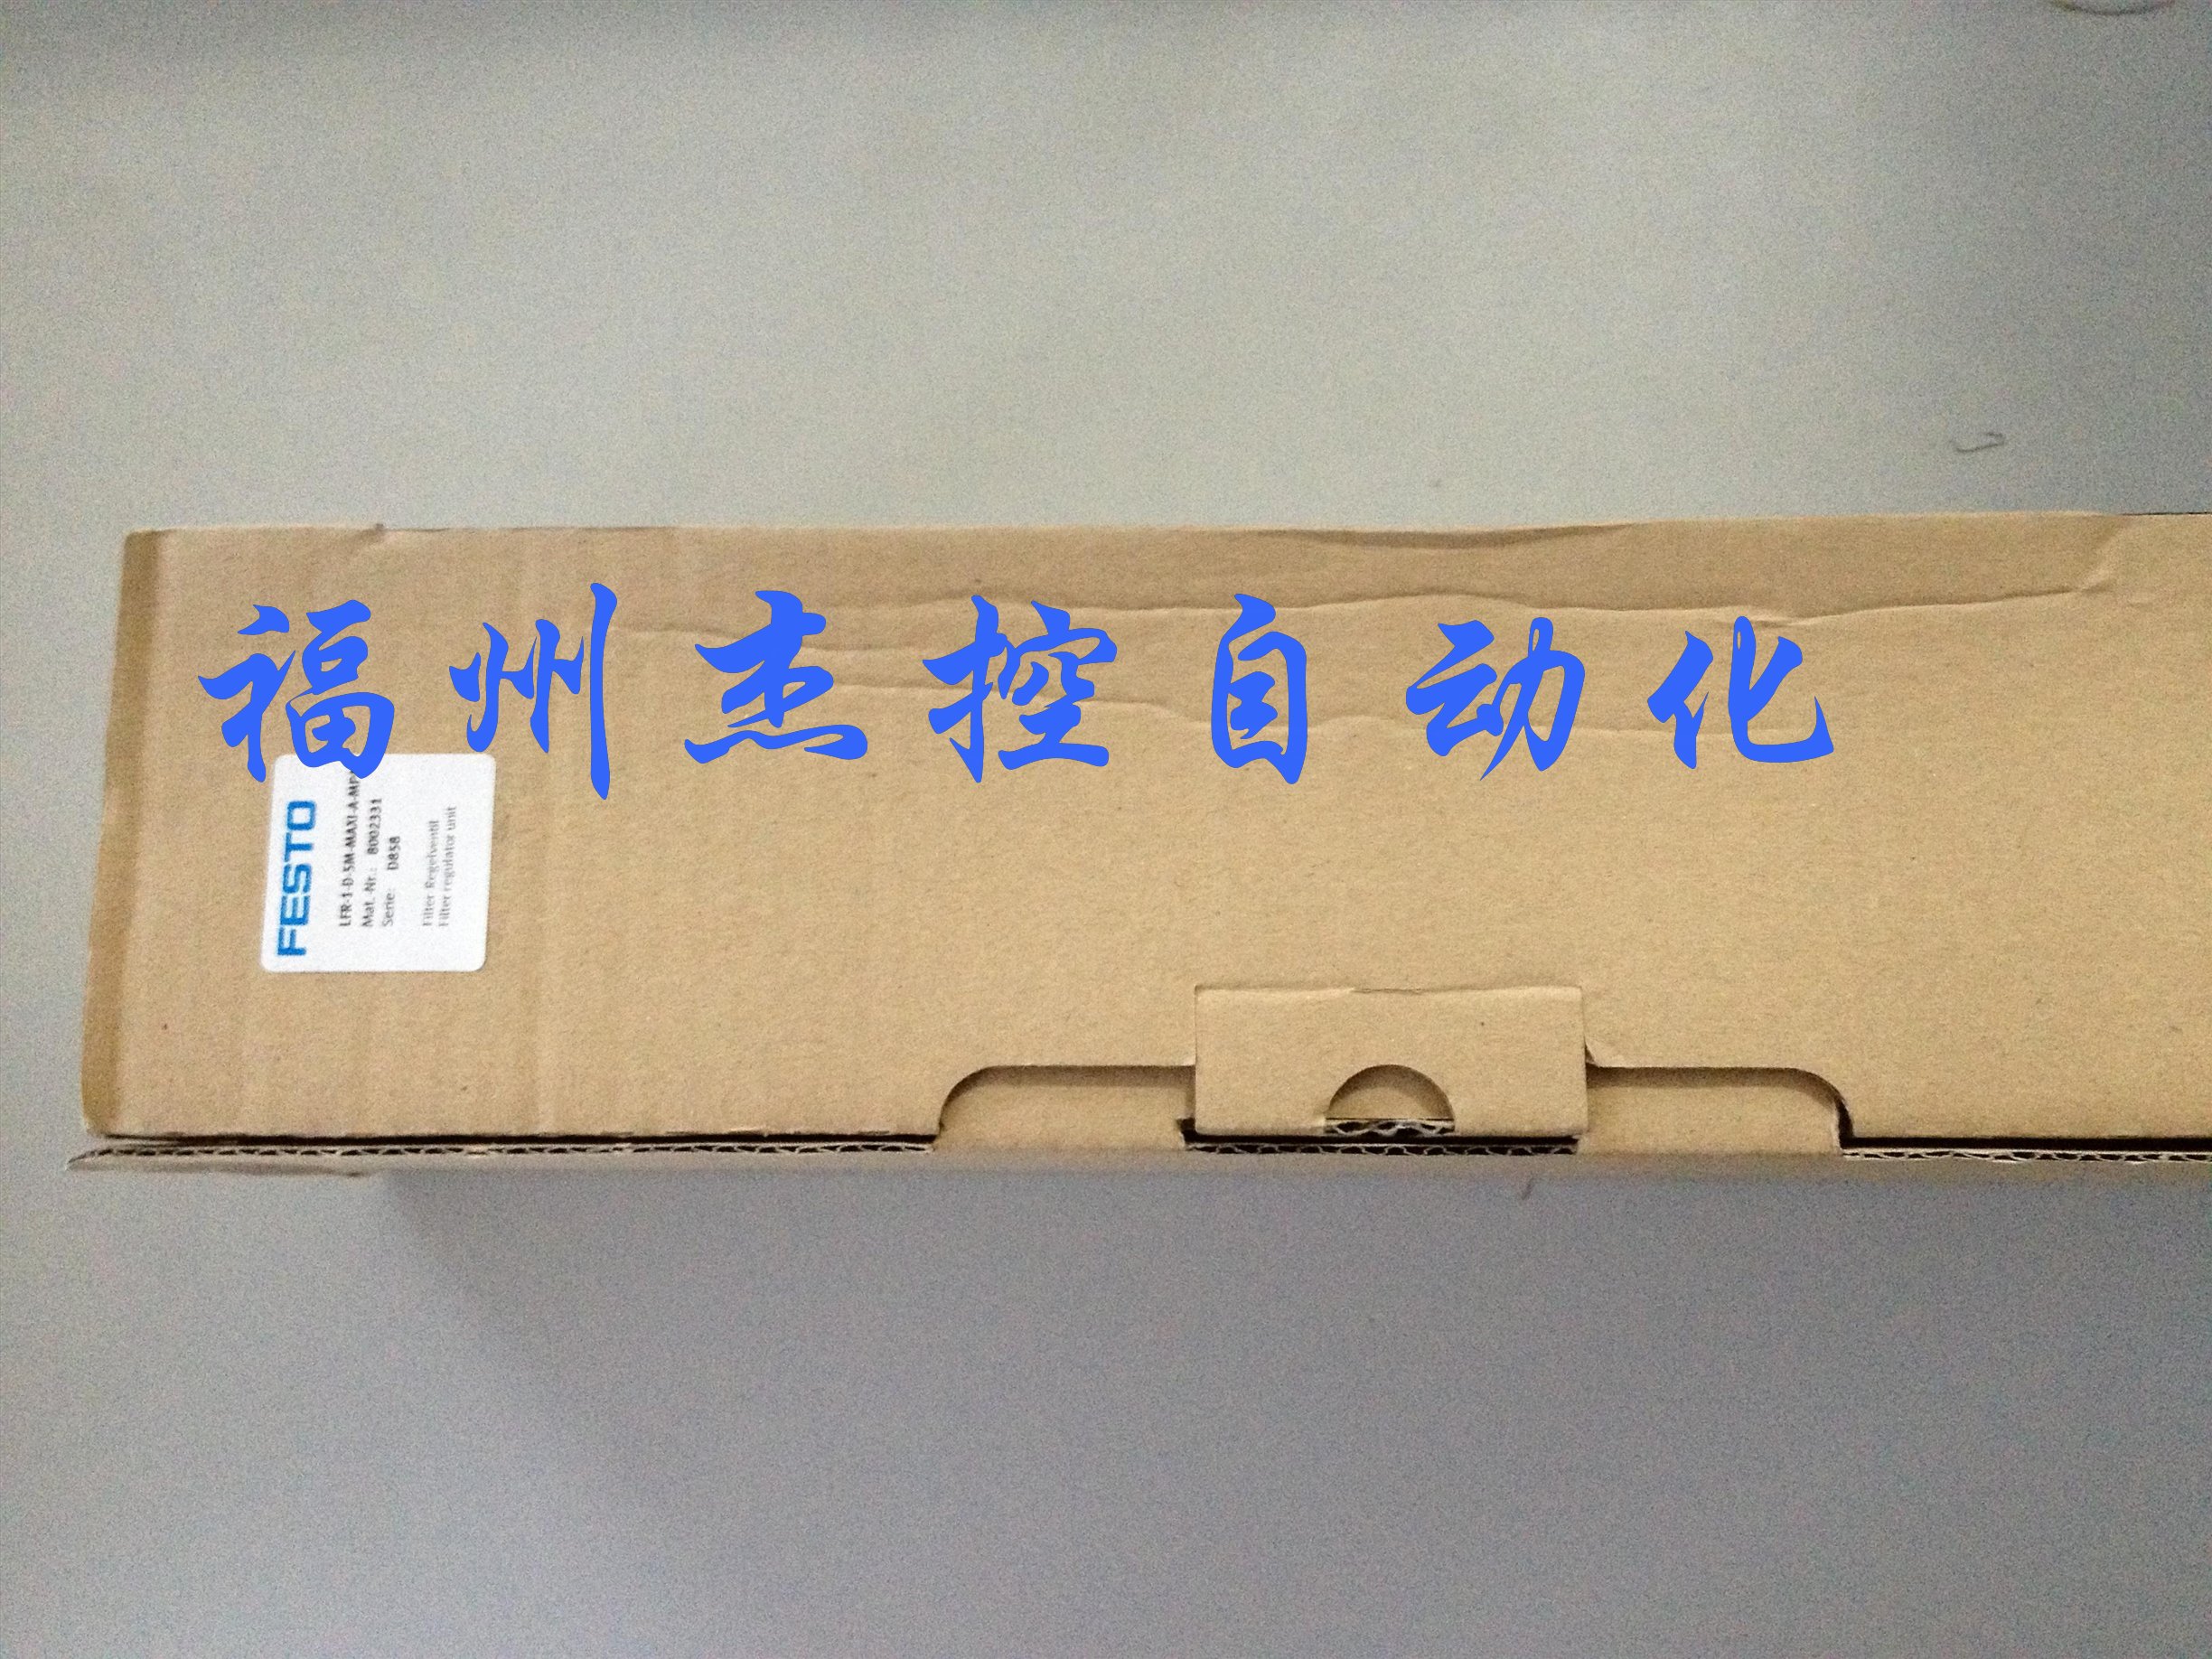 福州杰控自动化
FESTO
LFR-1-D-5M-MAXI-A-MP
Mat.-Nr.: 8002331
Serie: D858
Filter Regelventil
Filter regulator unit